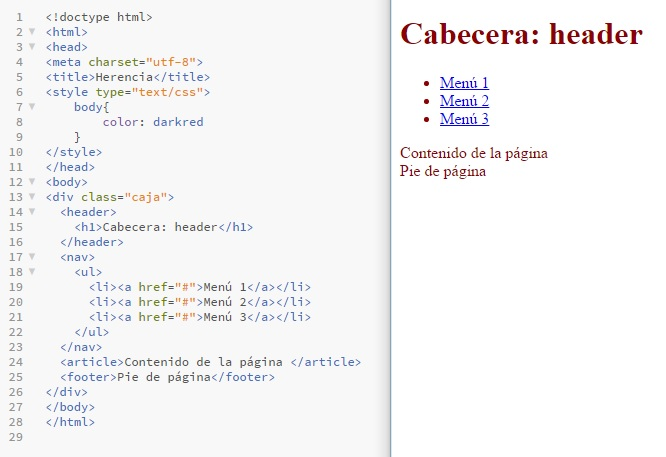 1 <!doctype html>
2 <html>
3 <head>
4 <meta charset="utf-8">
5 <title>Herencia</title>
6 <style type="text/css">
7     body{
8         color: darkred
9     }
10 </style>
11 </head>
12 <body>
13 <div class="caja">
14   <header>
15     <h1>Cabecera: header</h1>
16   </header>
17   <nav>
18     <ul>
19       <li><a href="#">Menú 1</a></li>
20       <li><a href="#">Menú 2</a></li>
21       <li><a href="#">Menú 3</a></li>
22     </ul>
23   </nav>
24   <article>Contenido de la página </article>
25   <footer>Pie de página</footer>
26 </div>
27 </body>
28 </html>
29
Cabecera: header
• Menú 1
• Menú 2
• Menú 3
Contenido de la página
Pie de página